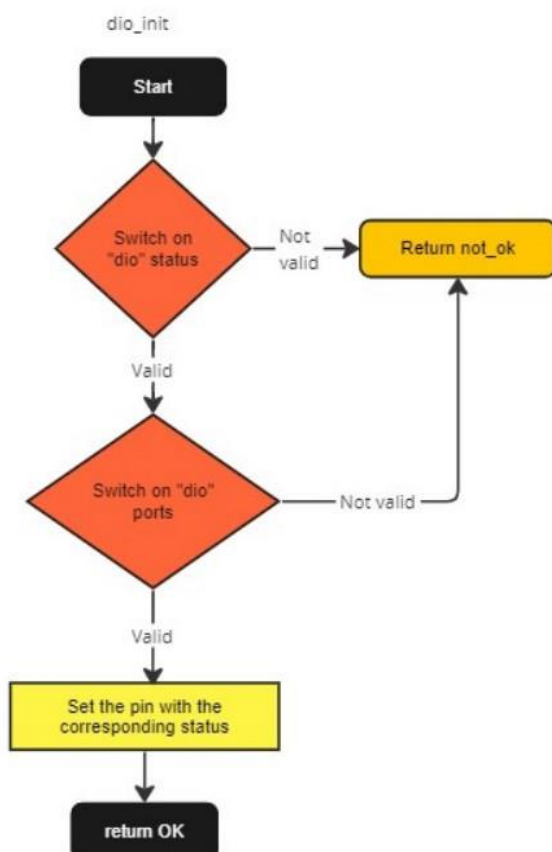 dio_init
Start
Switch on
"dio" status
Not
valid
Return not_ok
Valid
Switch on "dio"
ports
Not valid
Valid
Set the pin with the
corresponding status
return OK